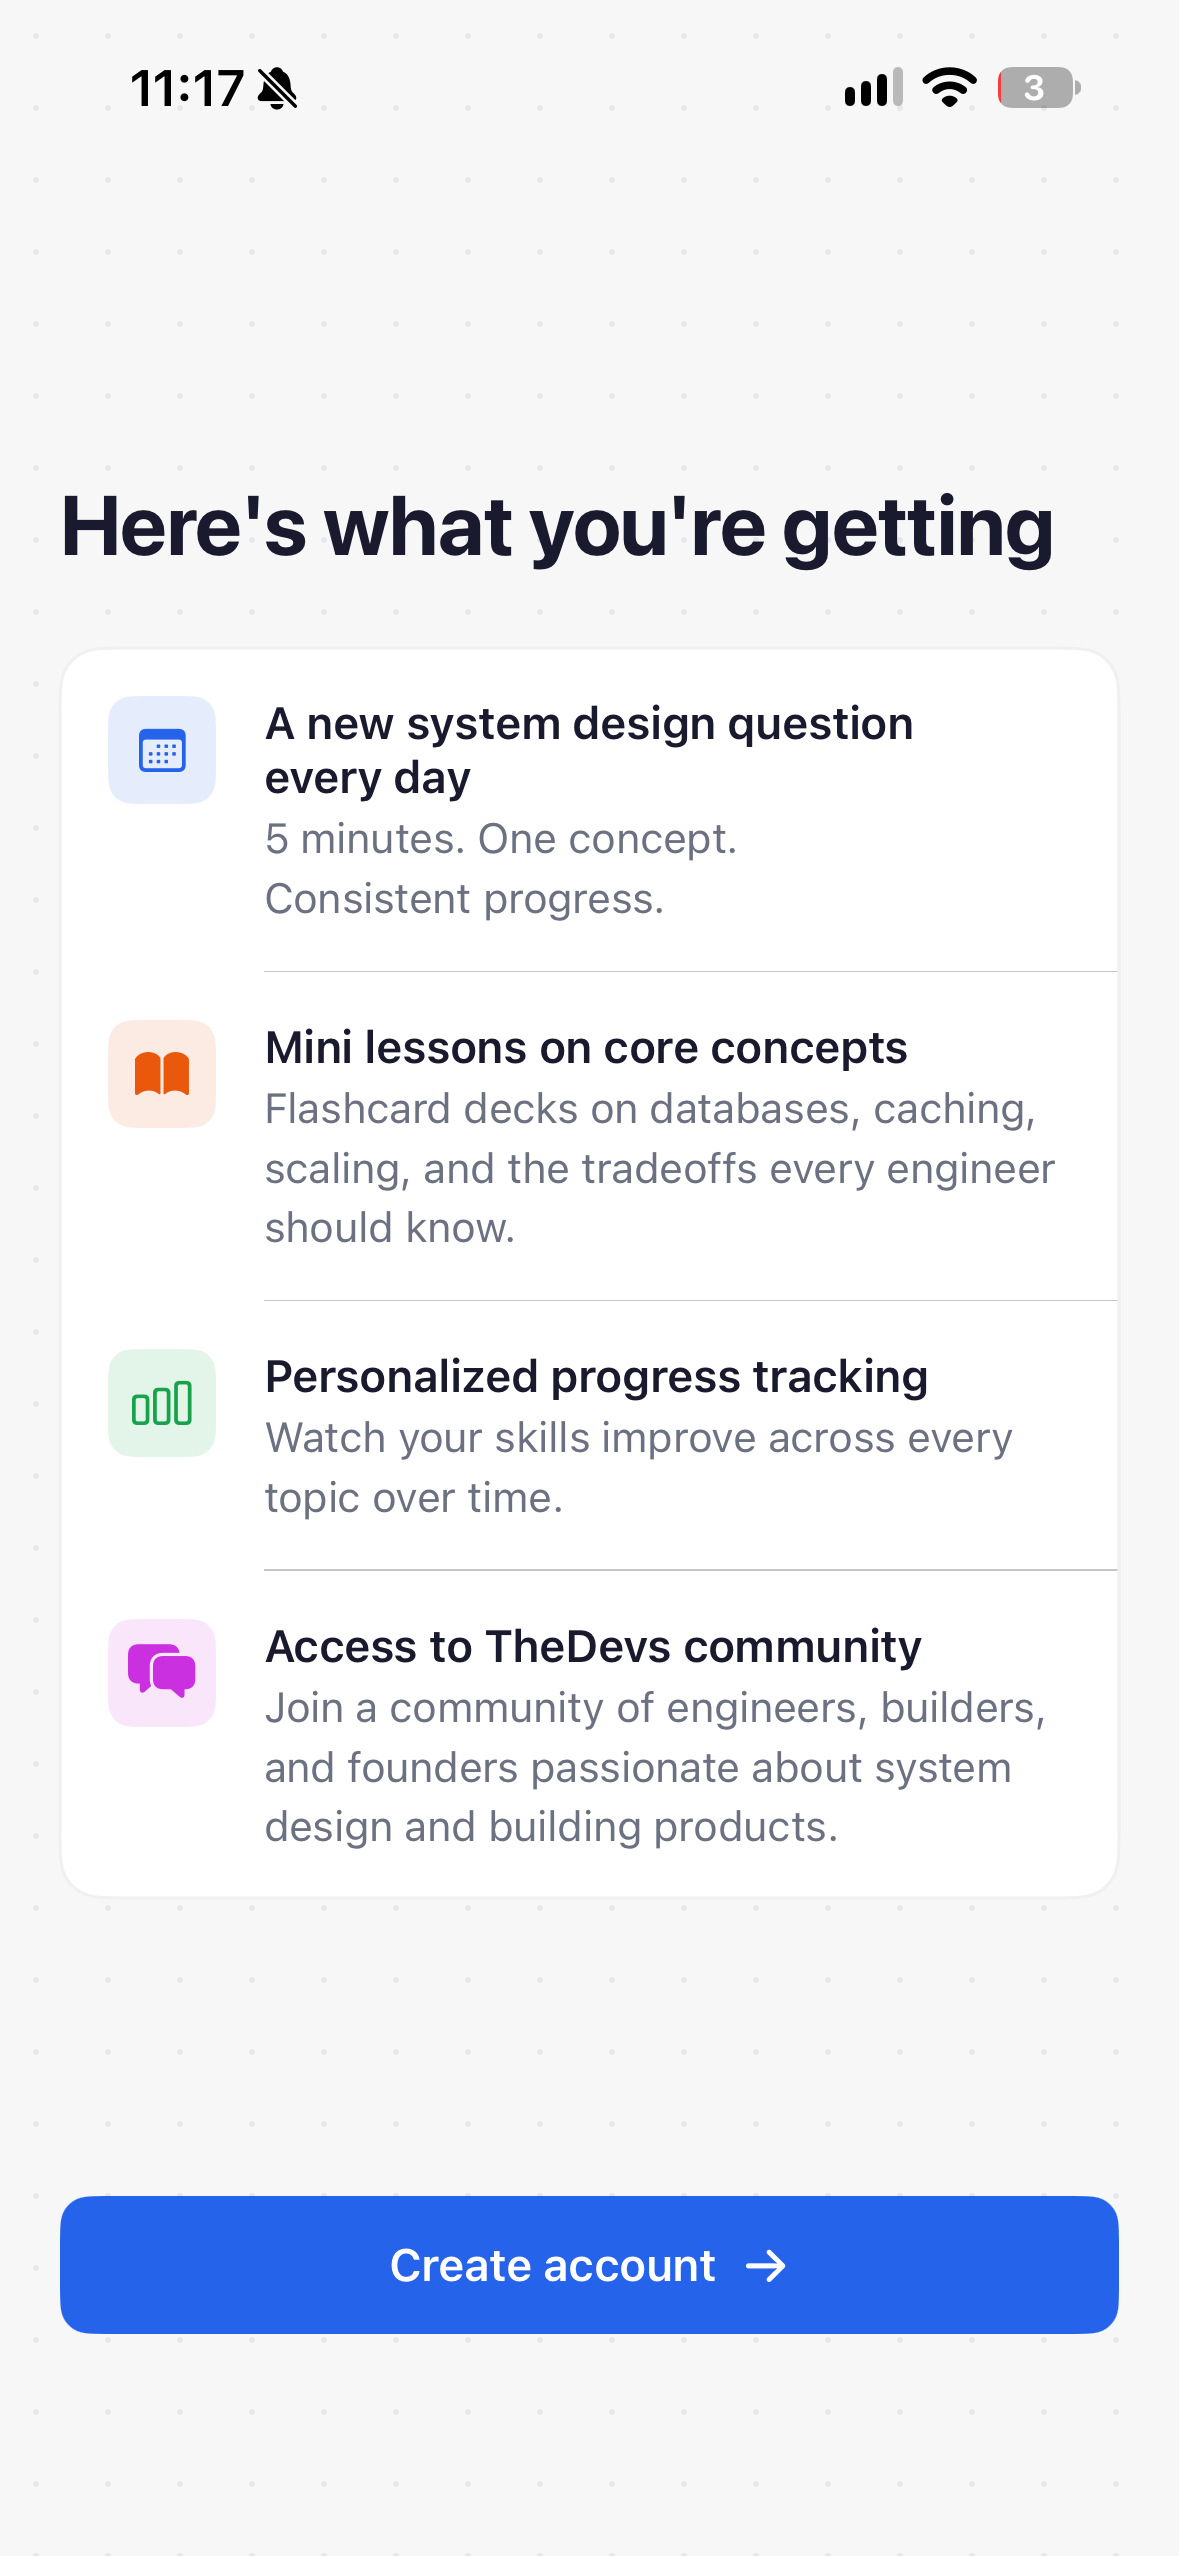 11:17
3
Here's what you're getting
A new system design question
every day
5 minutes. One concept.
Consistent progress.
Mini lessons on core concepts
Flashcard decks on databases, caching,
scaling, and the tradeoffs every engineer
should know.
Personalized progress tracking
Watch your skills improve across every
topic over time.
Access to TheDevs community
Join a community of engineers, builders,
and founders passionate about system
design and building products.
Create account →